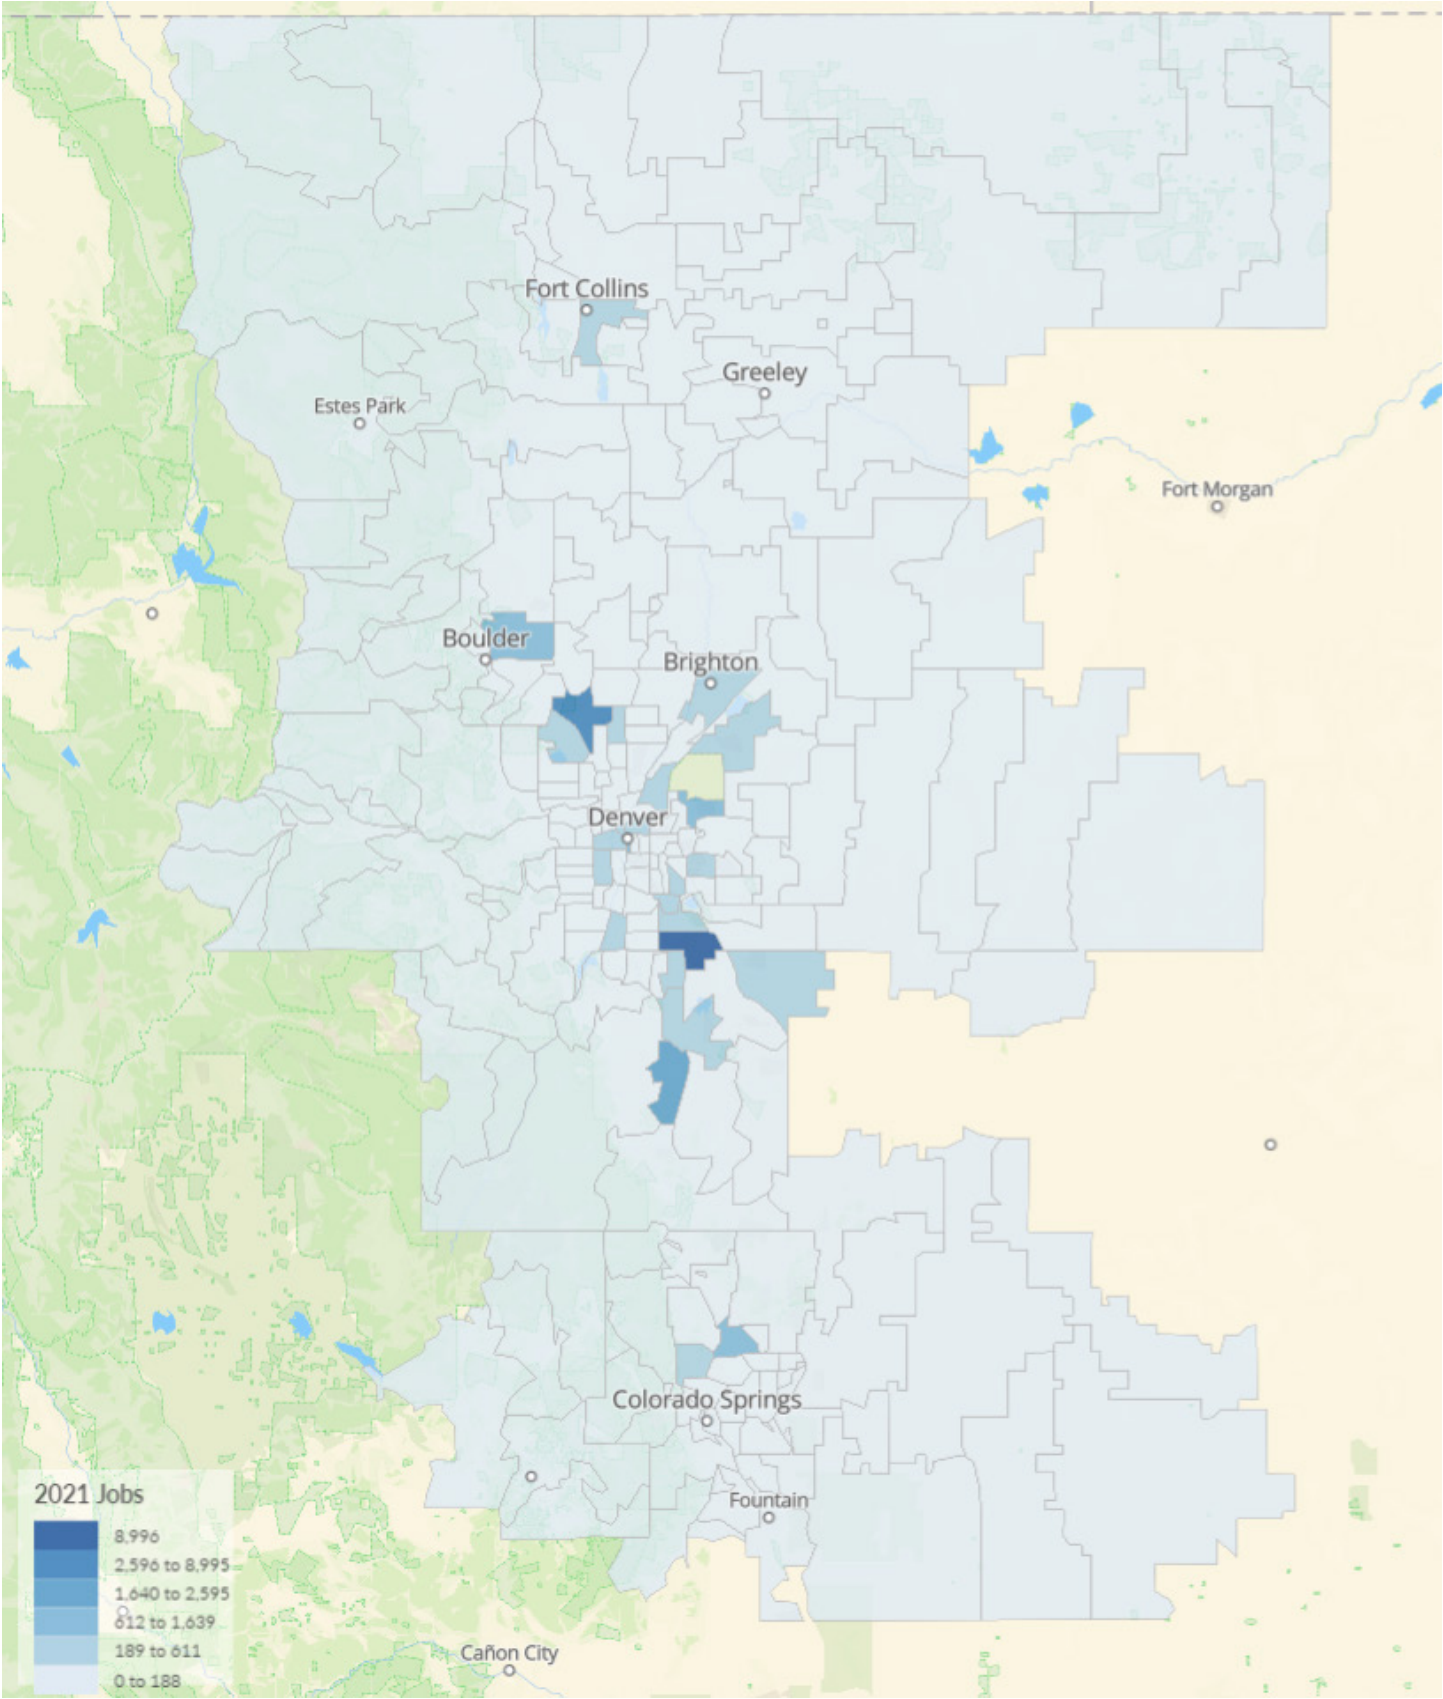 Fort Collins
Greeley
Estes Park
Fort Morgan
Boulder
Brighton
Denver
Colorado Springs
Fountain
Cañon City
2021 Jobs
8,996
2,596 to 8,995
1,640 to 2,595
612 to 1,639
189 to 611
0 to 188